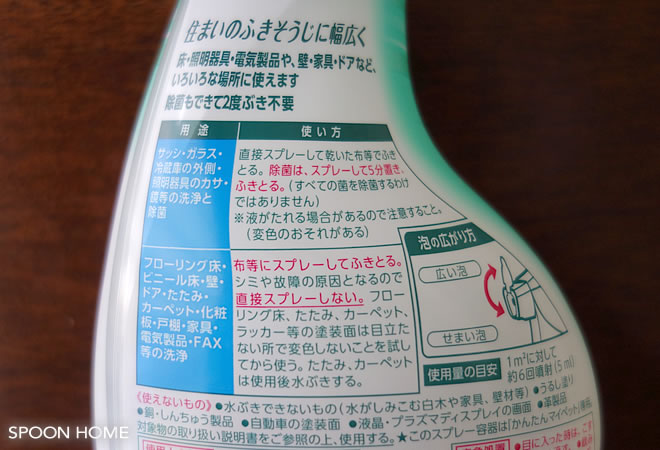 住まいのふきそうじに幅広く
床・照明器具・電気製品や、壁・家具・ドアなど、
いろいろな場所に使えます
除菌もできて2度ぶき不要
用途
使い方
サッシ・ガラス・
冷蔵庫の外側・
照明器具のカサ・
鏡等の洗浄と
除菌
直接スプレーして乾いた布等でふき
とる。除菌は、スプレーして5分置き、
ふきとる。(すべての菌を除菌するわけ
ではありません)
※液がたれる場合があるので注意すること。
(変色のおそれがある)
フローリング床・
ビニール床・壁・
ドア・たたみ・
カーペット・化粧
板・戸棚・家具・
電気製品・FAX
等の洗浄
布等にスプレーしてふきとる。
シミや故障の原因となるので
直接スプレーしない。フロー
リング床、たたみ、カーペット、
ラッカー等の塗装面は目立た
ない所で変色しないことを試し
てから使う。たたみ、カーペット
は使用後水ぶきする。
泡の広がり方
広い泡
せまい泡
使用量の目安
1m²に対して
約6回噴射(5ml)
《使えないもの》●水ぶきできないもの(水がしみこむ白木や家具、壁材等)●うるし塗り
●銅・しんちゅう製品 ●自動車の塗装面 ●液晶・プラズマディスプレイの画面 ●革製品
対象物の取り扱い説明書をご参照の上、使用する。★このスプレー容器は「かんたんマイペット」専用。
●目に入った時は、こす
SPOON HOME